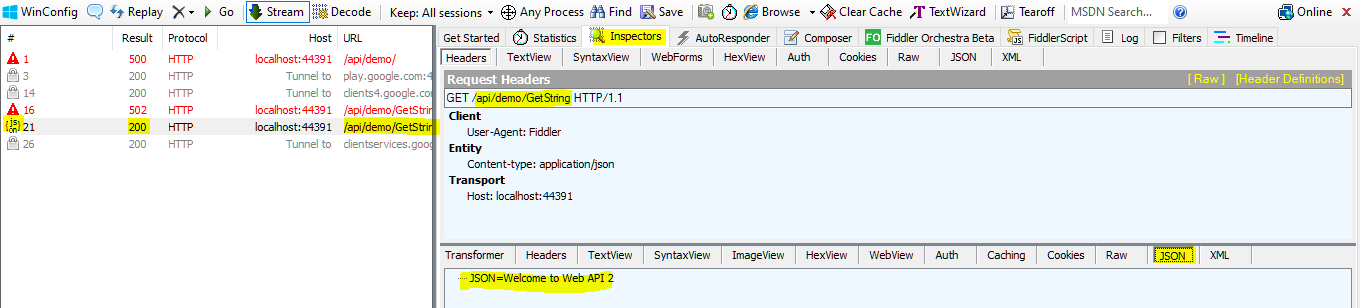 WinConfig Replay Go Stream Decode Keep: All sessions Any Process Find Save Browse Clear Cache TextWizard Tearoff MSDN Search... Online
# Result Protocol Host URL
1 500 HTTP localhost:44391 /api/demo/
3 200 HTTP Tunnel to play.google.com:4
14 200 HTTP Tunnel to clients4.google.com
16 502 HTTP localhost:44391 /api/demo/GetStrin
21 200 HTTP localhost:44391 /api/demo/GetStrin
26 200 HTTP Tunnel to clientservices.goog
Get Started Statistics Inspectors AutoResponder Composer FO Fiddler Orchestra Beta FiddlerScript Log Filters Timeline
Headers TextView SyntaxView WebForms HexView Auth Cookies Raw JSON XML
Request Headers [ Raw ] [Header Definitions]
GET /api/demo/GetString HTTP/1.1
Client
User-Agent: Fiddler
Entity
Content-type: application/json
Transport
Host: localhost:44391
Transformer Headers TextView SyntaxView ImageView HexView WebView Auth Caching Cookies Raw JSON XML
JSON=Welcome to Web API 2